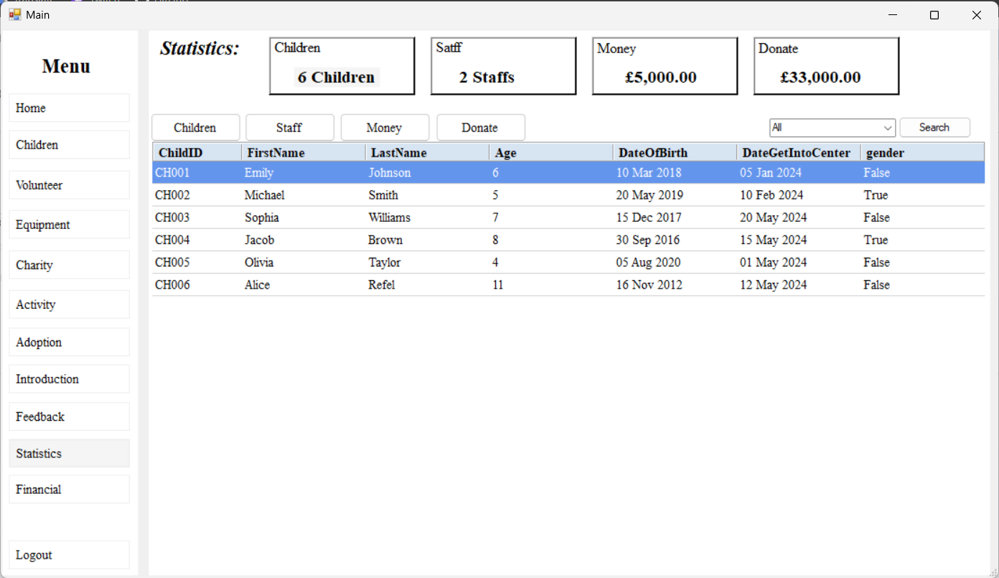 Main
Menu
Home
Children
Volunteer
Equipment
Charity
Activity
Adoption
Introduction
Feedback
Statistics
Financial
Logout
Statistics:
Children
6 Children
Satff
2 Staffs
Money
£5,000.00
Donate
£33,000.00
Children Staff Money Donate All Search
ChildID FirstName LastName Age DateOfBirth DateGetIntoCenter gender
CH001 Emily Johnson 6 10 Mar 2018 05 Jan 2024 False
CH002 Michael Smith 5 20 May 2019 10 Feb 2024 True
CH003 Sophia Williams 7 15 Dec 2017 20 May 2024 False
CH004 Jacob Brown 8 30 Sep 2016 15 May 2024 True
CH005 Olivia Taylor 4 05 Aug 2020 01 May 2024 False
CH006 Alice Refel 11 16 Nov 2012 12 May 2024 False